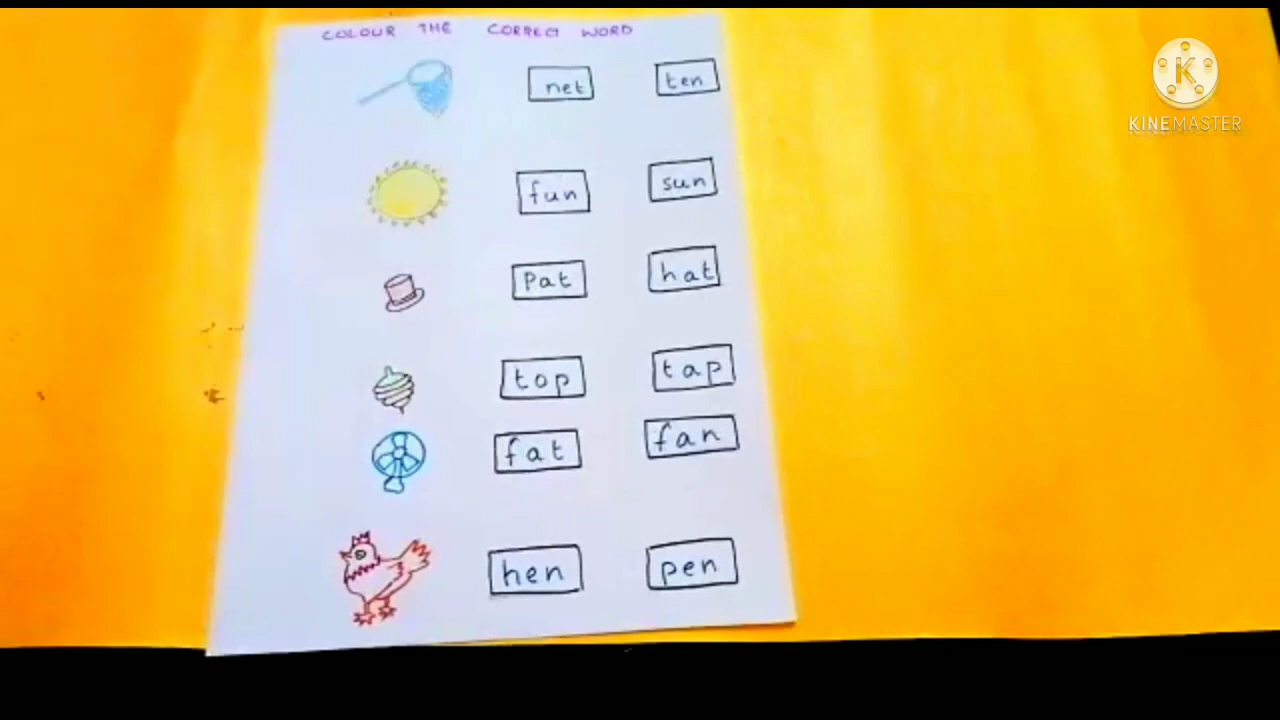 COLOUR THE CORRECT WORD
net ten
fun sun
Pat hat
top tap
fat fan
hen pen
K
KINEMASTER